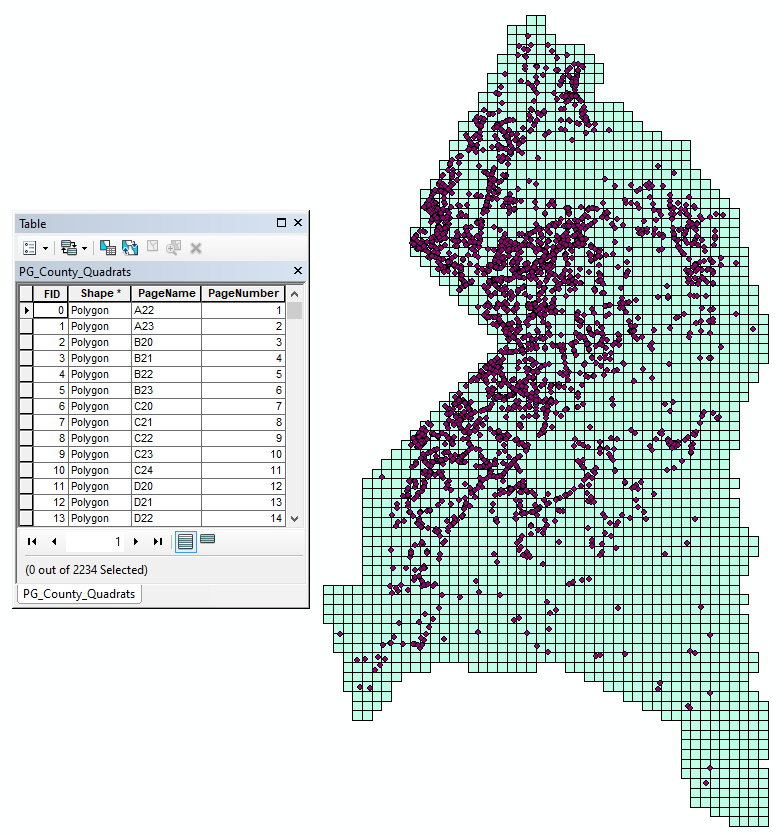 Table
PG_County_Quadrats
FID Shape * PageName PageNumber
0 Polygon A22 1
1 Polygon A23 2
2 Polygon B20 3
3 Polygon B21 4
4 Polygon B22 5
5 Polygon B23 6
6 Polygon C20 7
7 Polygon C21 8
8 Polygon C22 9
9 Polygon C23 10
10 Polygon C24 11
11 Polygon D20 12
12 Polygon D21 13
13 Polygon D22 14
1
(0 out of 2234 Selected)
PG_County_Quadrats